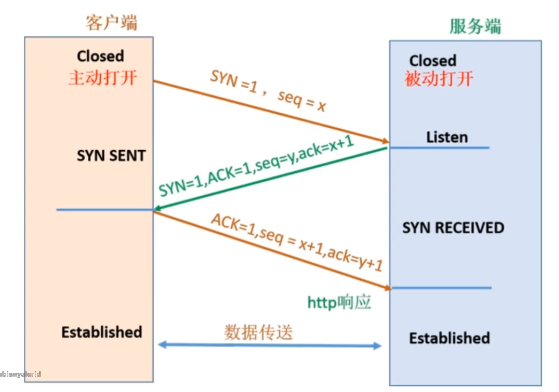 客户端
服务端
Closed
主动打开
Closed
被动打开
SYN =1 ， seq = x
Listen
SYN SENT
SYN=1,ACK=1,seq=y,ack=x+1
ACK=1,seq = x+1,ack=y+1
SYN RECEIVED
http响应
Established
数据传送
Established